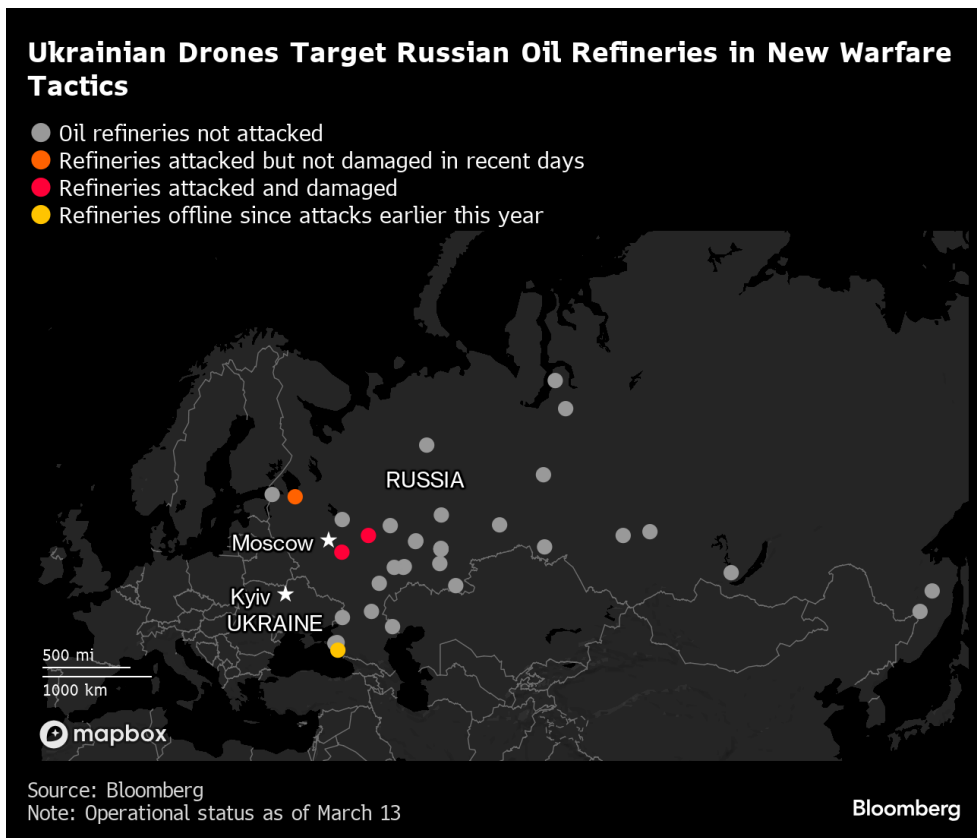 Ukrainian Drones Target Russian Oil Refineries in New Warfare
Tactics
Oil refineries not attacked
Refineries attacked but not damaged in recent days
Refineries attacked and damaged
Refineries offline since attacks earlier this year
RUSSIA
Moscow
Kyiv
UKRAINE
500 mi
1000 km
mapbox
Source: Bloomberg
Note: Operational status as of March 13
Bloomberg